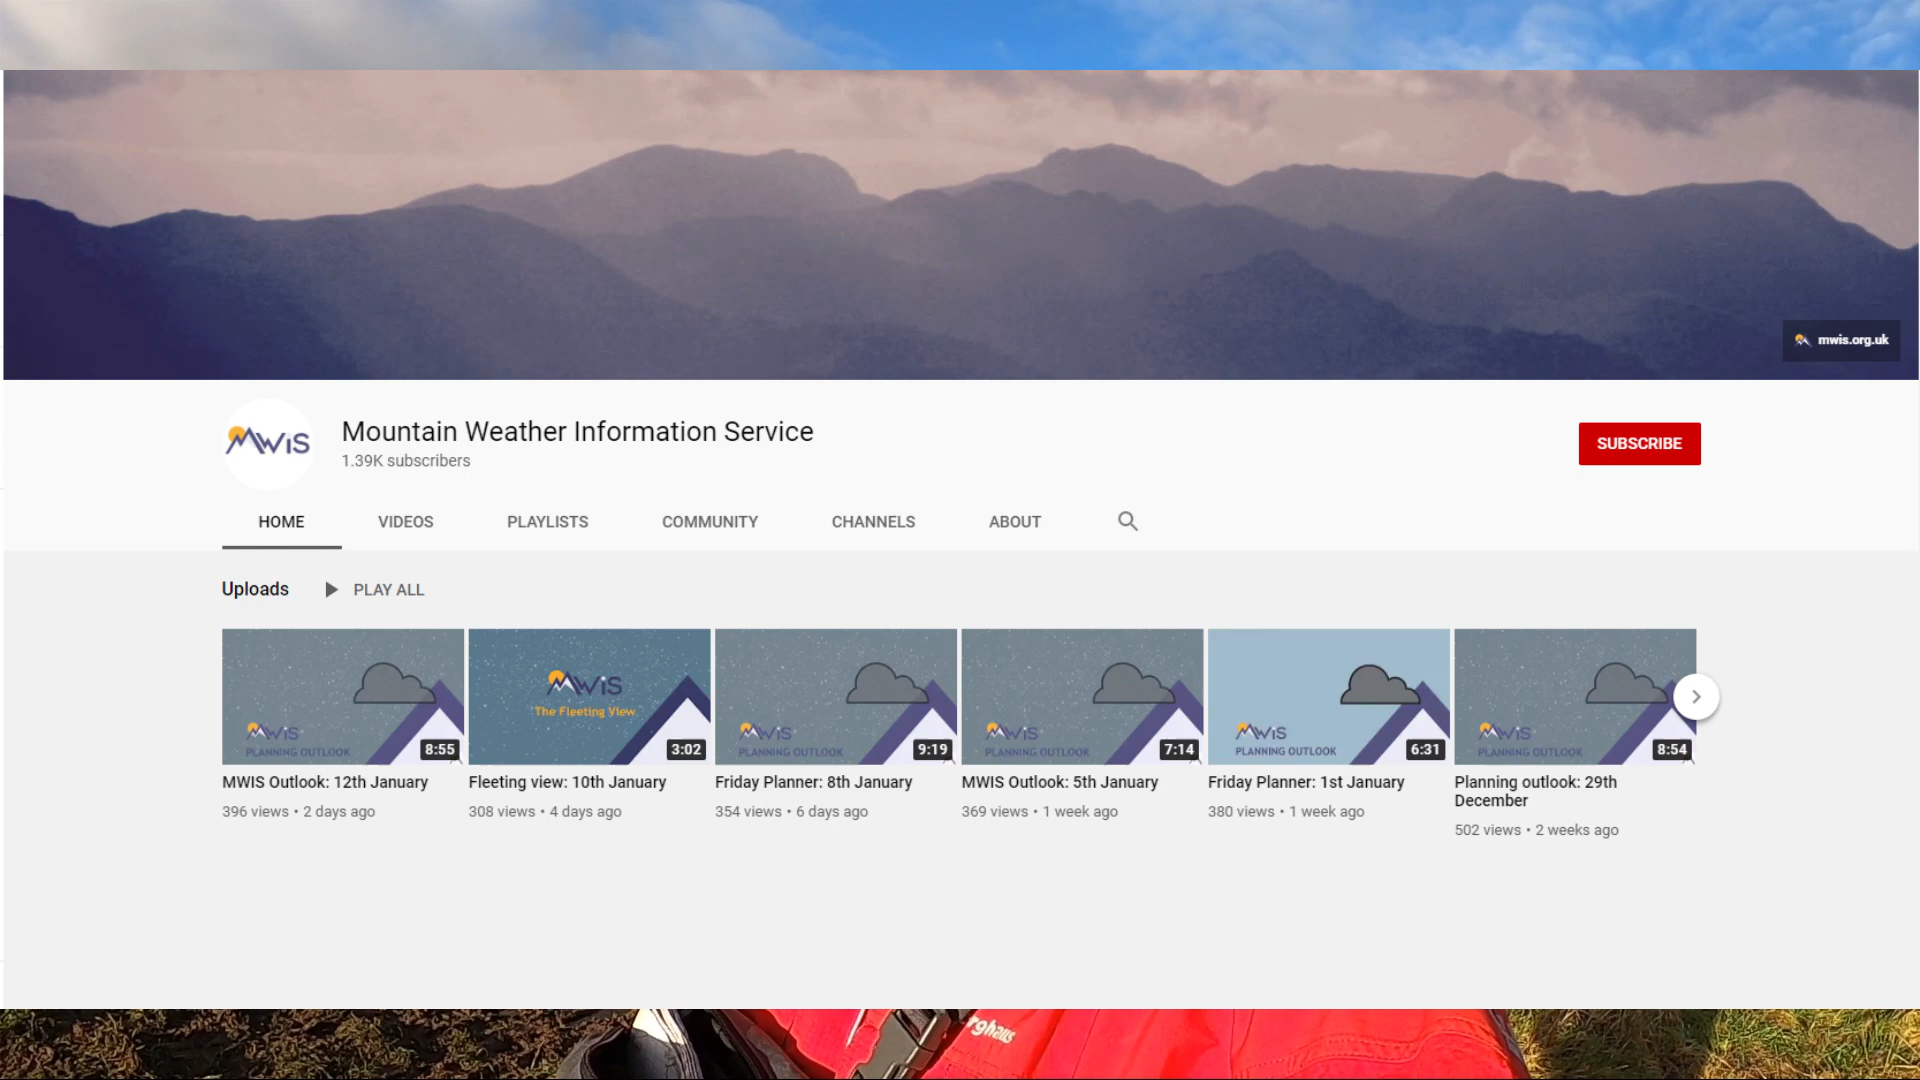 mwis.org.uk
MWIS
Mountain Weather Information Service
1.39K subscribers
SUBSCRIBE
HOME
VIDEOS
PLAYLISTS
COMMUNITY
CHANNELS
ABOUT
Uploads
PLAY ALL
MWIS
PLANNING OUTLOOK
8:55
MWIS
The Fleeting View.
3:02
MWIS
PLANNING OUTLOOK
9:19
MWIS
PLANNING OUTLOOK
7:14
MWIS
PLANNING OUTLOOK
6:31
MWIS
PLANNING OUTLOOK
8:54
MWIS Outlook: 12th January
396 views • 2 days ago
Fleeting view: 10th January
308 views • 4 days ago
Friday Planner: 8th January
354 views • 6 days ago
MWIS Outlook: 5th January
369 views • 1 week ago
Friday Planner: 1st January
380 views • 1 week ago
Planning outlook: 29th
December
502 views • 2 weeks ago